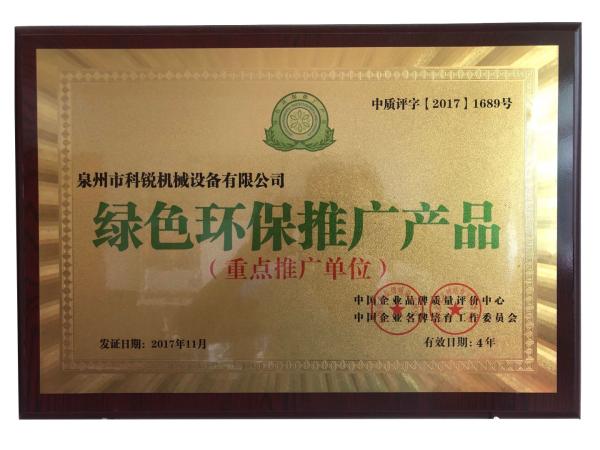 中质评字【2017】1689号
泉州市科锐机械设备有限公司
绿色环保推广产品
（重点推广单位）
中国企业品牌质量评价中心
中国企业名牌培育工作委员会
发证日期: 2017年11月
有效日期: 4年